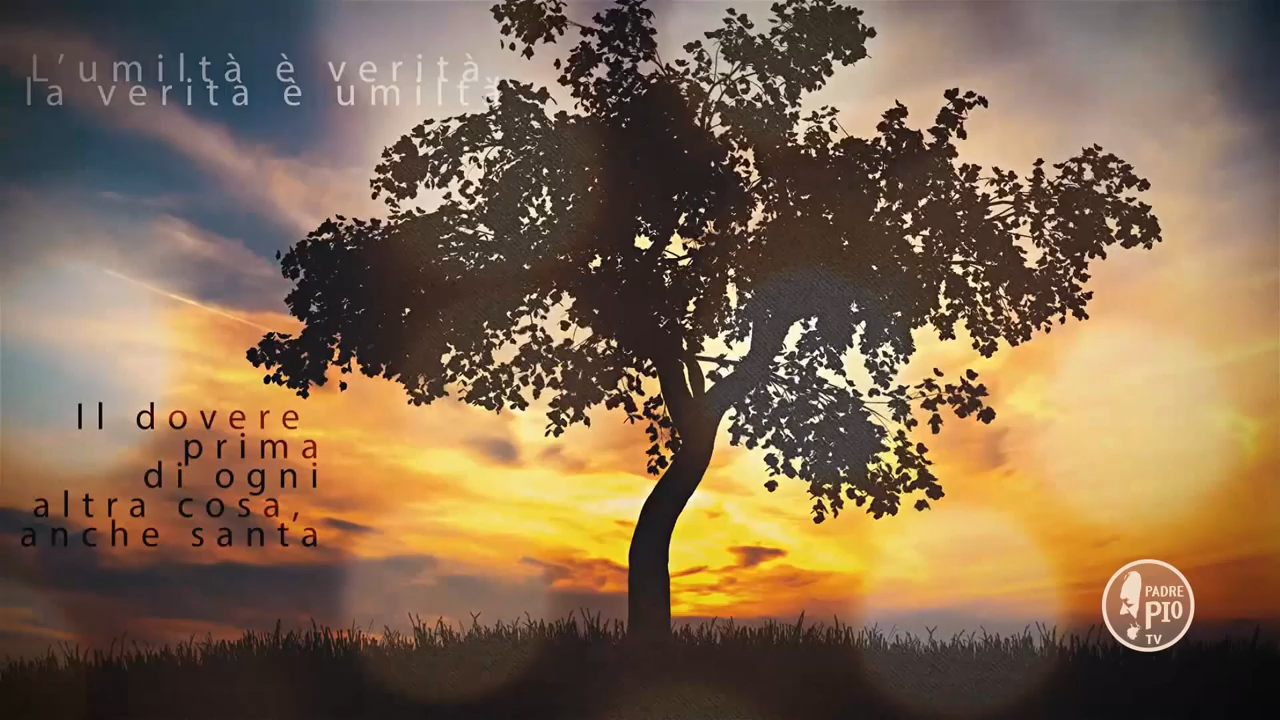 L'umiltà è verità,
la verità è umiltà
Il dovere
prima
di ogni
altra cosa,
anche santa
PADRE
PIO
TV